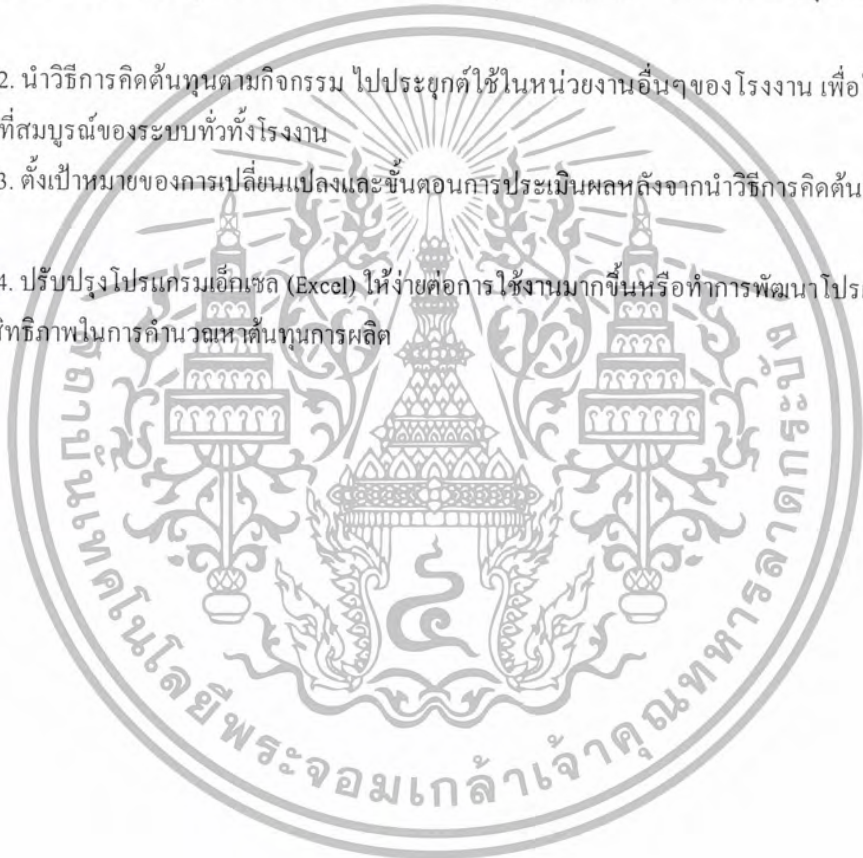 2. นำวิธีการคิดต้นทุนตามกิจกรรม ไปประยุกต์ใช้ในหน่วยงานอื่นๆของโรงงาน เพื่อ
ที่สมบูรณ์ของระบบทั่วทั้งโรงงาน
3. ตั้งเป้าหมายของการเปลี่ยนแปลงและขั้นตอนการประเมินผลหลังจากนำวิธีการคิดต้น
4. ปรับปรุงโปรแกรมเอ็กเซล (Excel) ให้ง่ายต่อการใช้งานมากขึ้นหรือทำการพัฒนาโปร
สิทธิภาพในการคำนวณหาต้นทุนการผลิต
สถาบันเทคโนโลยีพระจอมเกล้าเจ้าคุณทหารลาดกระบัง